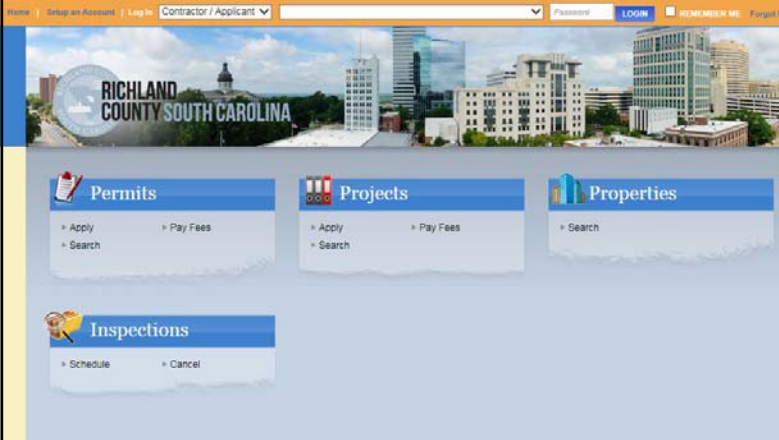 Home | Setup an Account | Log In Contractor / Applicant Password LOGIN REMEMBER ME Forgot
RICHLAND
COUNTY SOUTH CAROLINA
Permits
Apply Pay Fees
Search
Projects
Apply Pay Fees
Search
Properties
Search
Inspections
Schedule Cancel